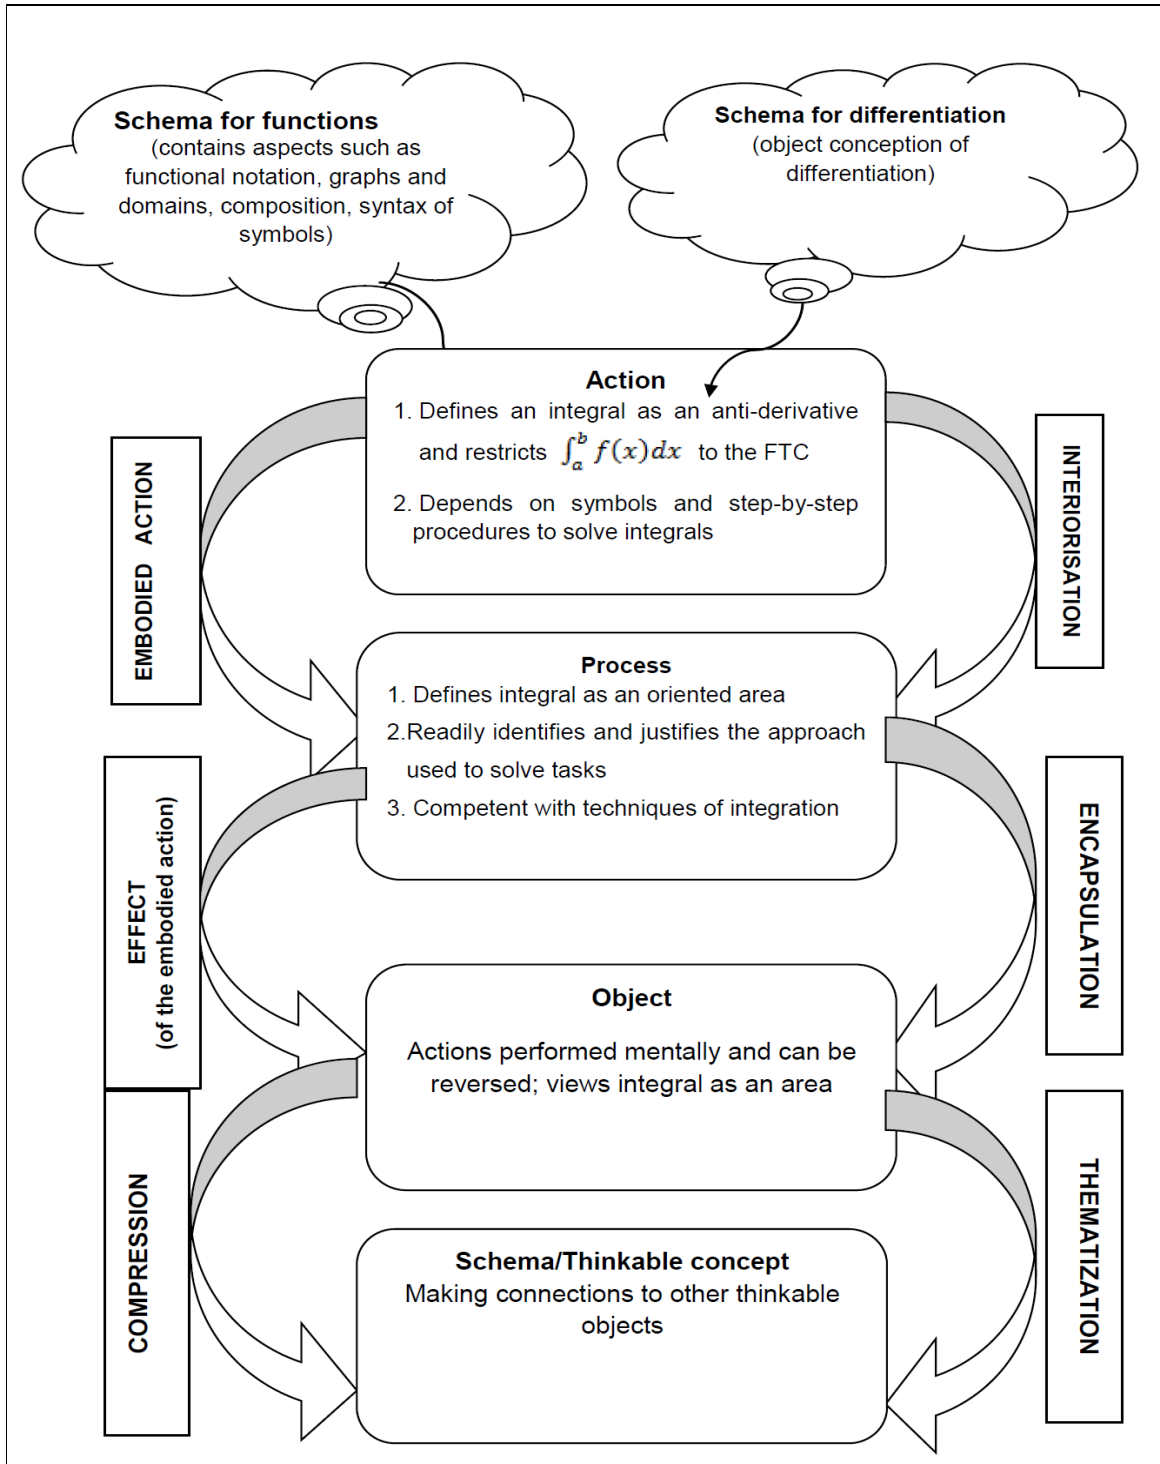 Schema for functions
(contains aspects such as
functional notation, graphs and
domains, composition, syntax of
symbols)
Schema for differentiation
(object conception of
differentiation)
Action
1. Defines an integral as an anti-derivative
and restricts ∫_a^b f(x)dx to the FTC
2. Depends on symbols and step-by-step
procedures to solve integrals
EMBODIED ACTION
INTERIORISATION
Process
1. Defines integral as an oriented area
2.Readily identifies and justifies the approach
used to solve tasks
3. Competent with techniques of integration
EFFECT
(of the embodied action)
ENCAPSULATION
Object
Actions performed mentally and can be
reversed; views integral as an area
COMPRESSION
THEMATIZATION
Schema/Thinkable concept
Making connections to other thinkable
objects